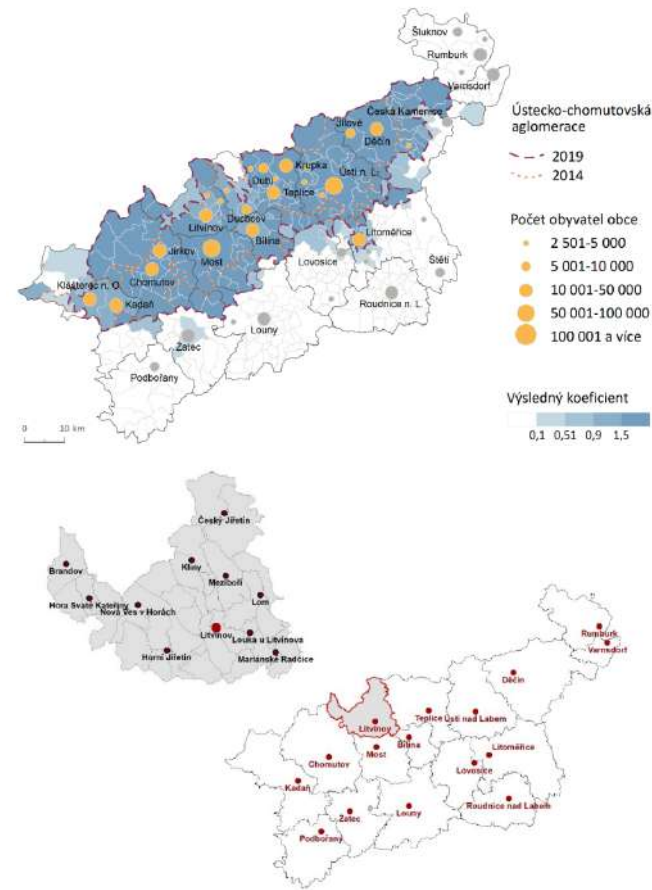 Šluknov
Rumburk
Varnsdorf
Česká Kamenice
Jílové
Děčín
Krupka
Ústí n. L.
Dubí
Teplice
Duchcov
Litvínov
Bílina
Litoměřice
Most
Jirkov
Lovosice
Štětí
Chomutov
Klášterec n. O.
Kadaň
Roudnice n. L.
Louny
Žatec
Podbořany
0 10 km
Ústecko-chomutovská
aglomerace
2019
2014
Počet obyvatel obce
2 501-5 000
5 001-10 000
10 001-50 000
50 001-100 000
100 001 a více
Výsledný koeficient
0,1 0,51 0,9 1,5
Český Jiřetín
Klíny
Brandov
Meziboří
Hora Svaté Kateřiny
Lom
Nová Ves v Horách
Litvínov
Louka u Litvínova
Horní Jiřetín
Mariánské Radčice
Rumburk
Varnsdorf
Děčín
Teplice
Ústí nad Labem
Litvínov
Bílina
Most
Litoměřice
Chomutov
Lovosice
Kadaň
Roudnice nad Labem
Louny
Žatec
Podbořany